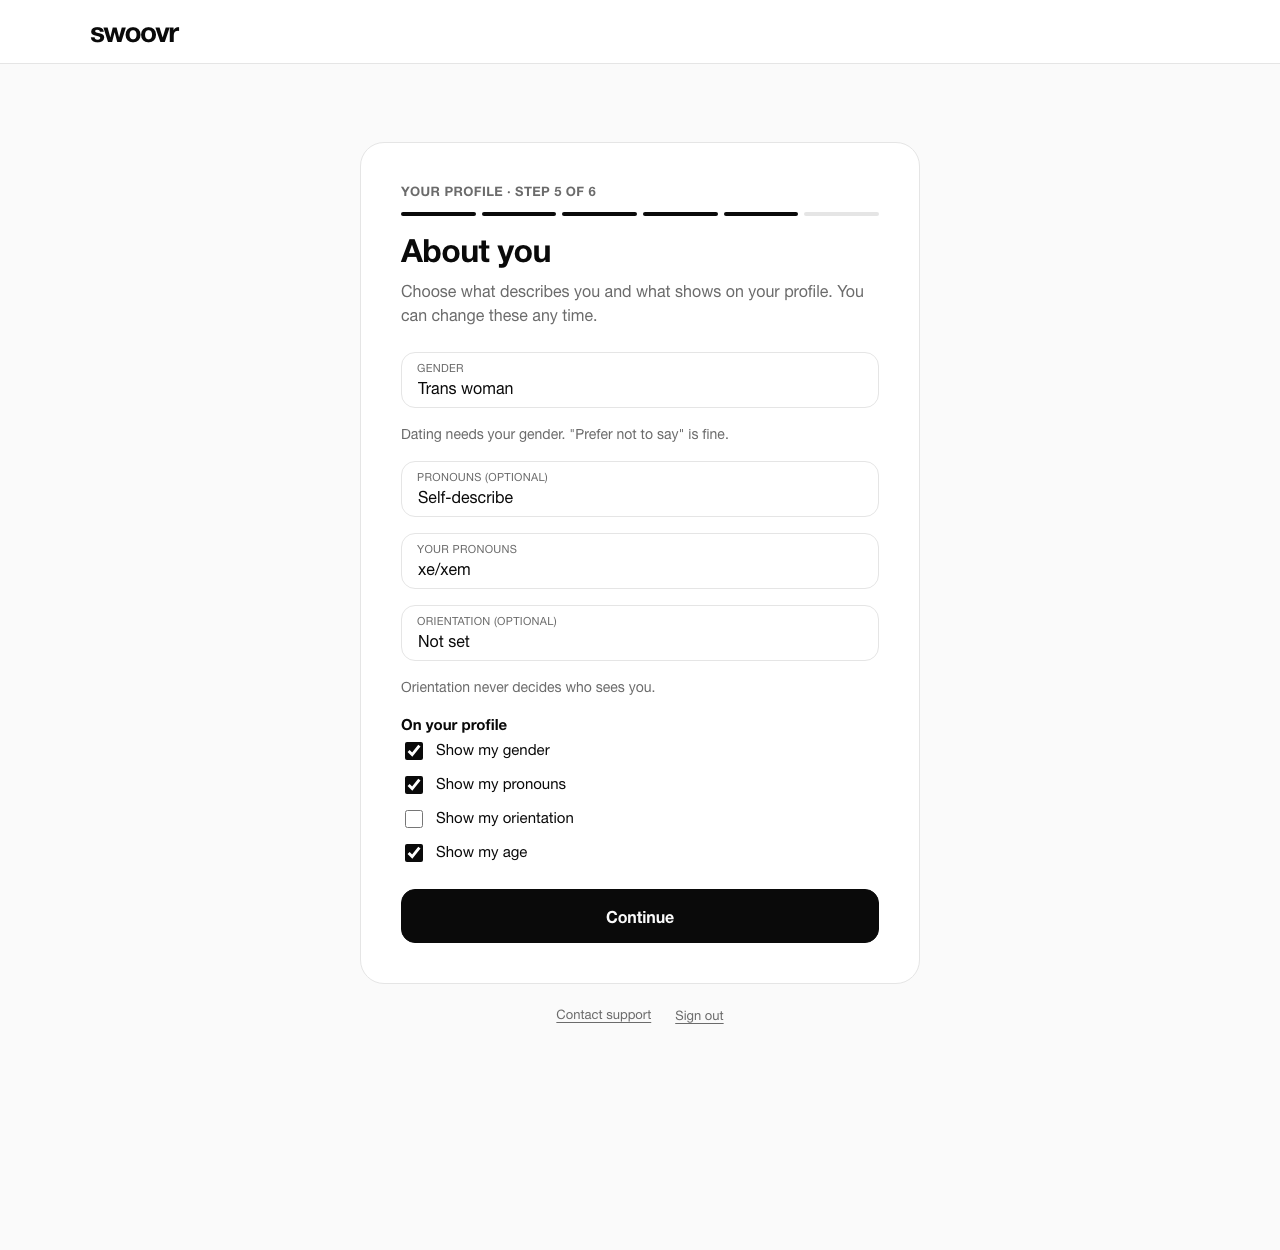 swoovr
YOUR PROFILE · STEP 5 OF 6
About you
Choose what describes you and what shows on your profile. You
can change these any time.
GENDER
Trans woman
Dating needs your gender. "Prefer not to say" is fine.
PRONOUNS (OPTIONAL)
Self-describe
YOUR PRONOUNS
xe/xem
ORIENTATION (OPTIONAL)
Not set
Orientation never decides who sees you.
On your profile
Show my gender
Show my pronouns
Show my orientation
Show my age
Continue
Contact support Sign out